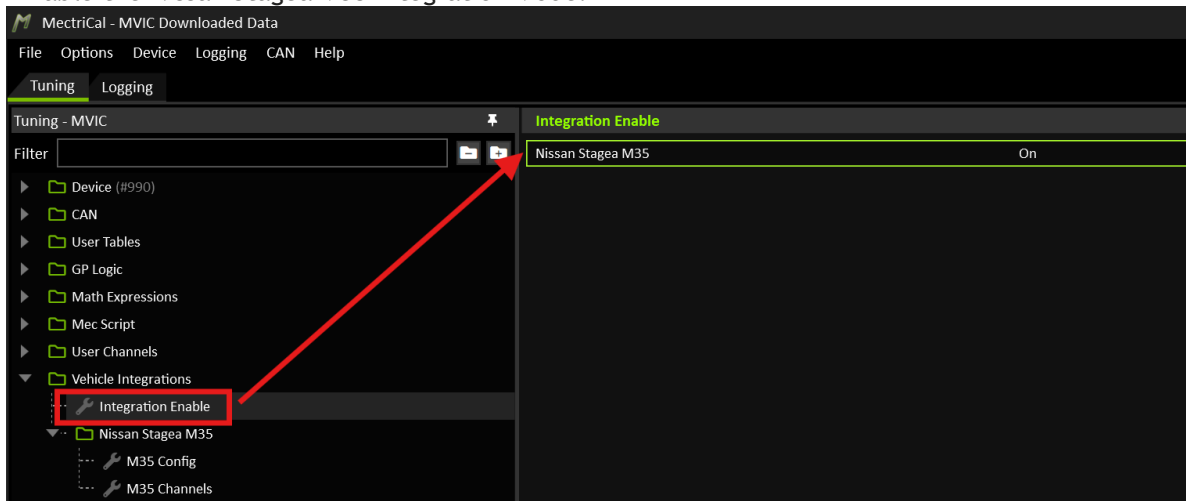 MectriCal - MVIC Downloaded Data
File Options Device Logging CAN Help
Tuning Logging
Tuning - MVIC
Filter
Device (#990)
CAN
User Tables
GP Logic
Math Expressions
Mec Script
User Channels
Vehicle Integrations
Integration Enable
Nissan Stagea M35
M35 Config
M35 Channels
Integration Enable
Nissan Stagea M35 On